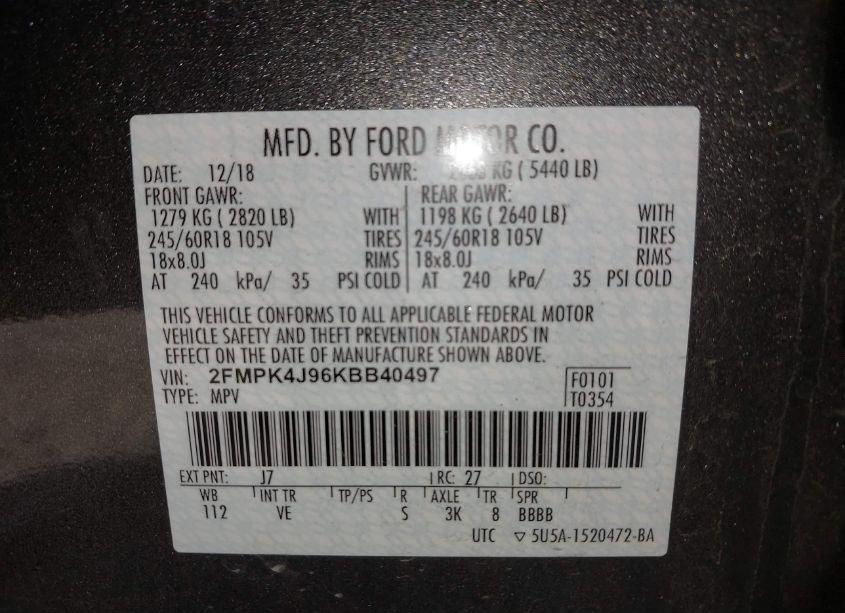 MFD. BY FORD MOTOR CO.
DATE: 12/18 GVWR: KG ( 5440 LB)
FRONT GAWR: REAR GAWR:
1279 KG ( 2820 LB) WITH 1198 KG ( 2640 LB) WITH
245/60R18 105V TIRES 245/60R18 105V TIRES
18x8.0J RIMS 18x8.0J RIMS
AT 240 kPa/ 35 PSI COLD AT 240 kPa/ 35 PSI COLD
THIS VEHICLE CONFORMS TO ALL APPLICABLE FEDERAL MOTOR
VEHICLE SAFETY AND THEFT PREVENTION STANDARDS IN
EFFECT ON THE DATE OF MANUFACTURE SHOWN ABOVE.
VIN: 2FMPK4J96KBB40497 F0101
TYPE: MPV T0354
EXT PNT: J7 RC: 27 DSO:
WB INT TR TP/PS R AXLE TR SPR
112 VE S 3K 8 BBBB
UTC ▽ 5U5A-1520472-BA